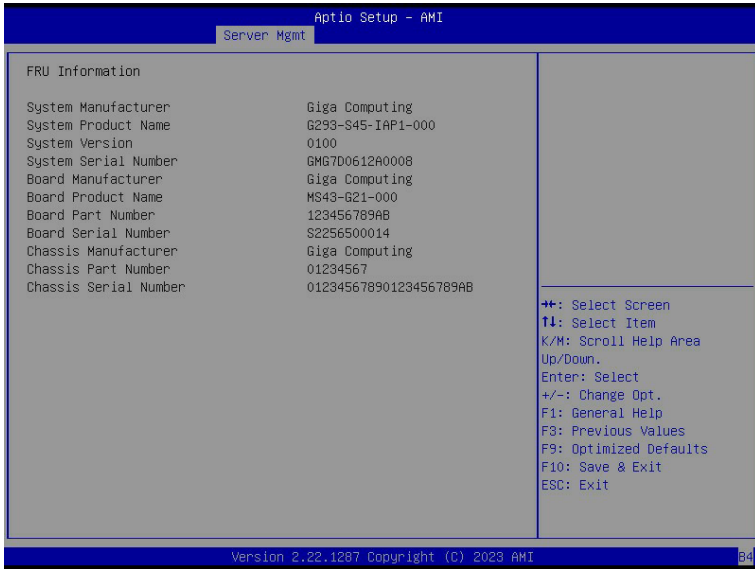 Aptio Setup – AMI
Server Mgmt
FRU Information
System Manufacturer Giga Computing
System Product Name G293-S45-IAP1-000
System Version 0100
System Serial Number GMG7D0612A0008
Board Manufacturer Giga Computing
Board Product Name MS43-G21-000
Board Part Number 123456789AB
Board Serial Number S2256500014
Chassis Manufacturer Giga Computing
Chassis Part Number 01234567
Chassis Serial Number 01234567890123456789AB
→←: Select Screen
↑↓: Select Item
K/M: Scroll Help Area
Up/Down.
Enter: Select
+/-: Change Opt.
F1: General Help
F3: Previous Values
F9: Optimized Defaults
F10: Save & Exit
ESC: Exit
Version 2.22.1287 Copyright (C) 2023 AMI
B4